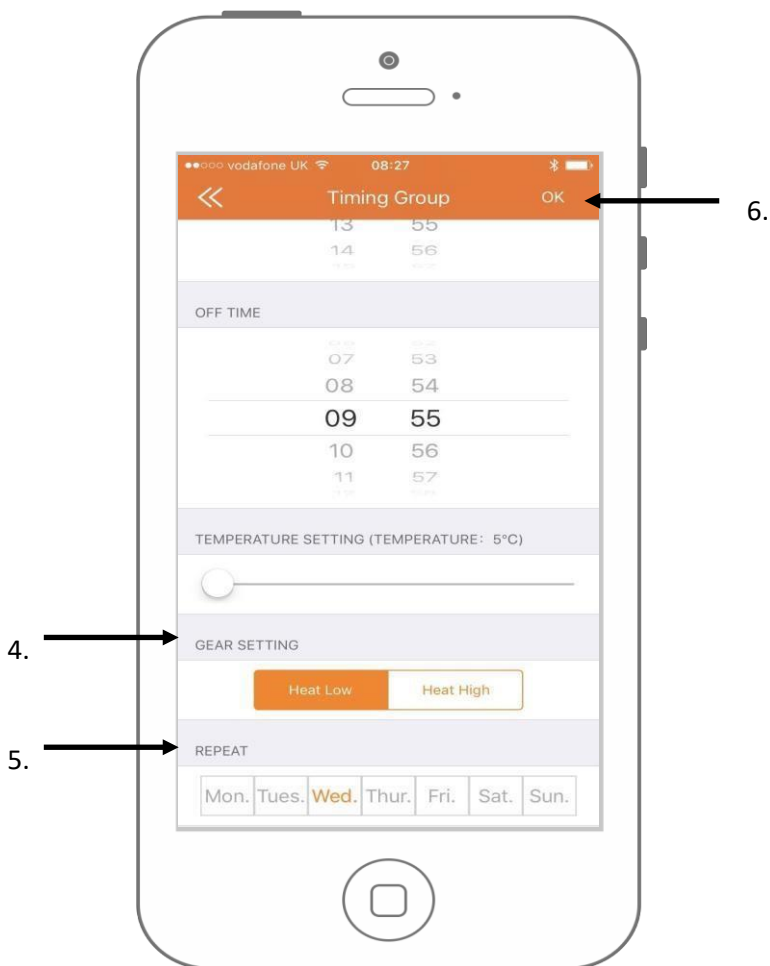 vodafone UK 08:27
Timing Group OK
6.
13 55
14 56
OFF TIME
07 53
08 54
09 55
10 56
11 57
TEMPERATURE SETTING (TEMPERATURE: 5°C)
4.
GEAR SETTING
Heat Low Heat High
5.
REPEAT
Mon. Tues. Wed. Thur. Fri. Sat. Sun.